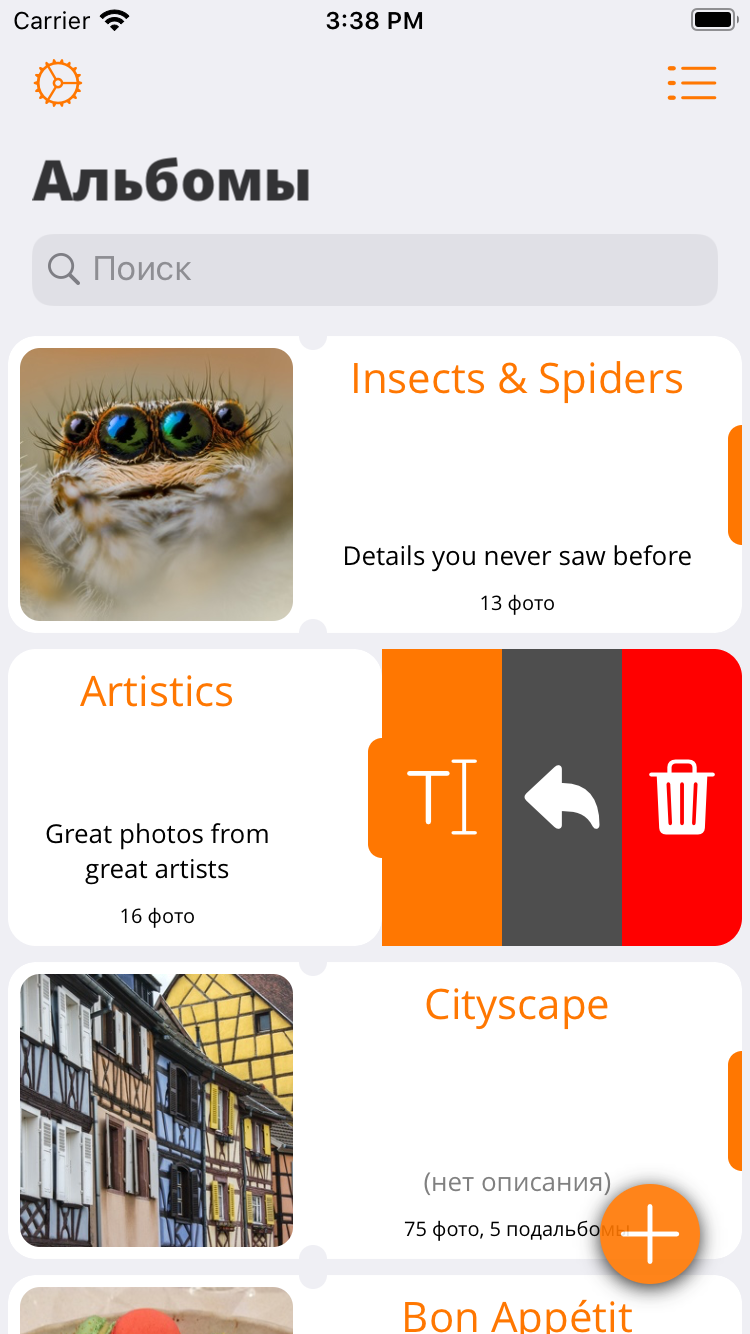 Carrier 3:38 PM
Альбомы
Поиск
Insects & Spiders
Details you never saw before
13 фото
Artistics
Great photos from
great artists
16 фото
Cityscape
(нет описания)
75 фото, 5 подальбомы
Bon Appétit